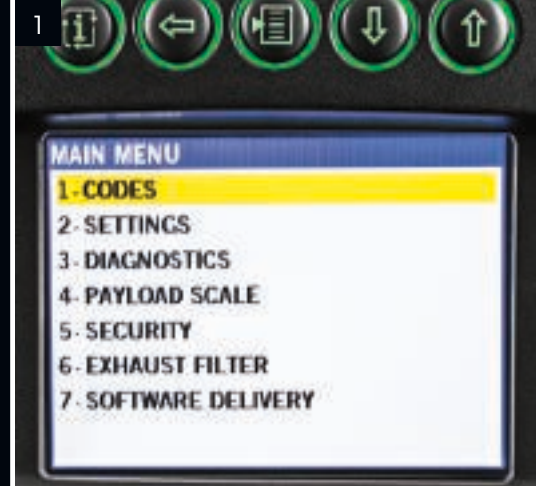 1
MAIN MENU
1-CODES
2-SETTINGS
3-DIAGNOSTICS
4-PAYLOAD SCALE
5-SECURITY
6-EXHAUST FILTER
7-SOFTWARE DELIVERY